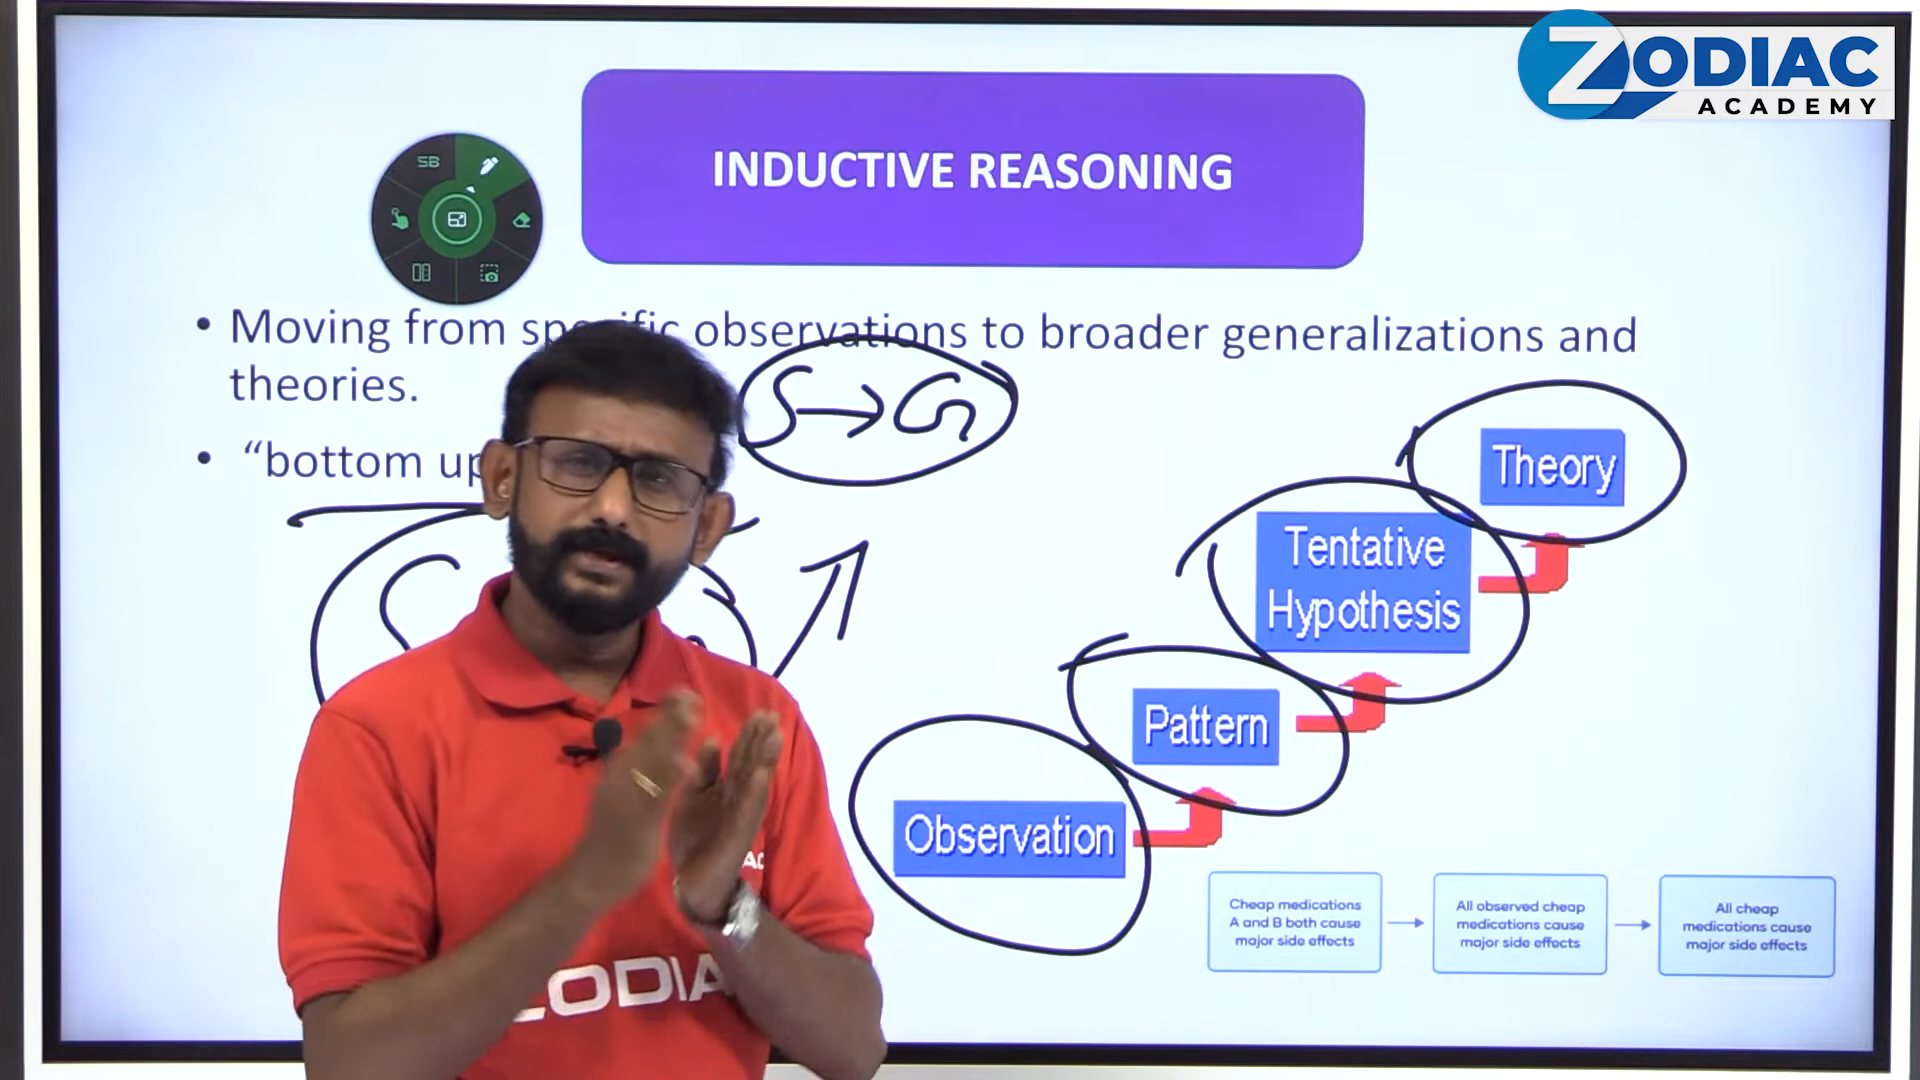 ZODIAC
ACADEMY
SB
INDUCTIVE REASONING
• Moving from specific observations to broader generalizations and
theories.
S → G
• “bottom up
Theory
Tentative
Hypothesis
Pattern
Observation
Cheap medications
A and B both cause
major side effects
All observed cheap
medications cause
major side effects
All cheap
medications cause
major side effects
ZODIA